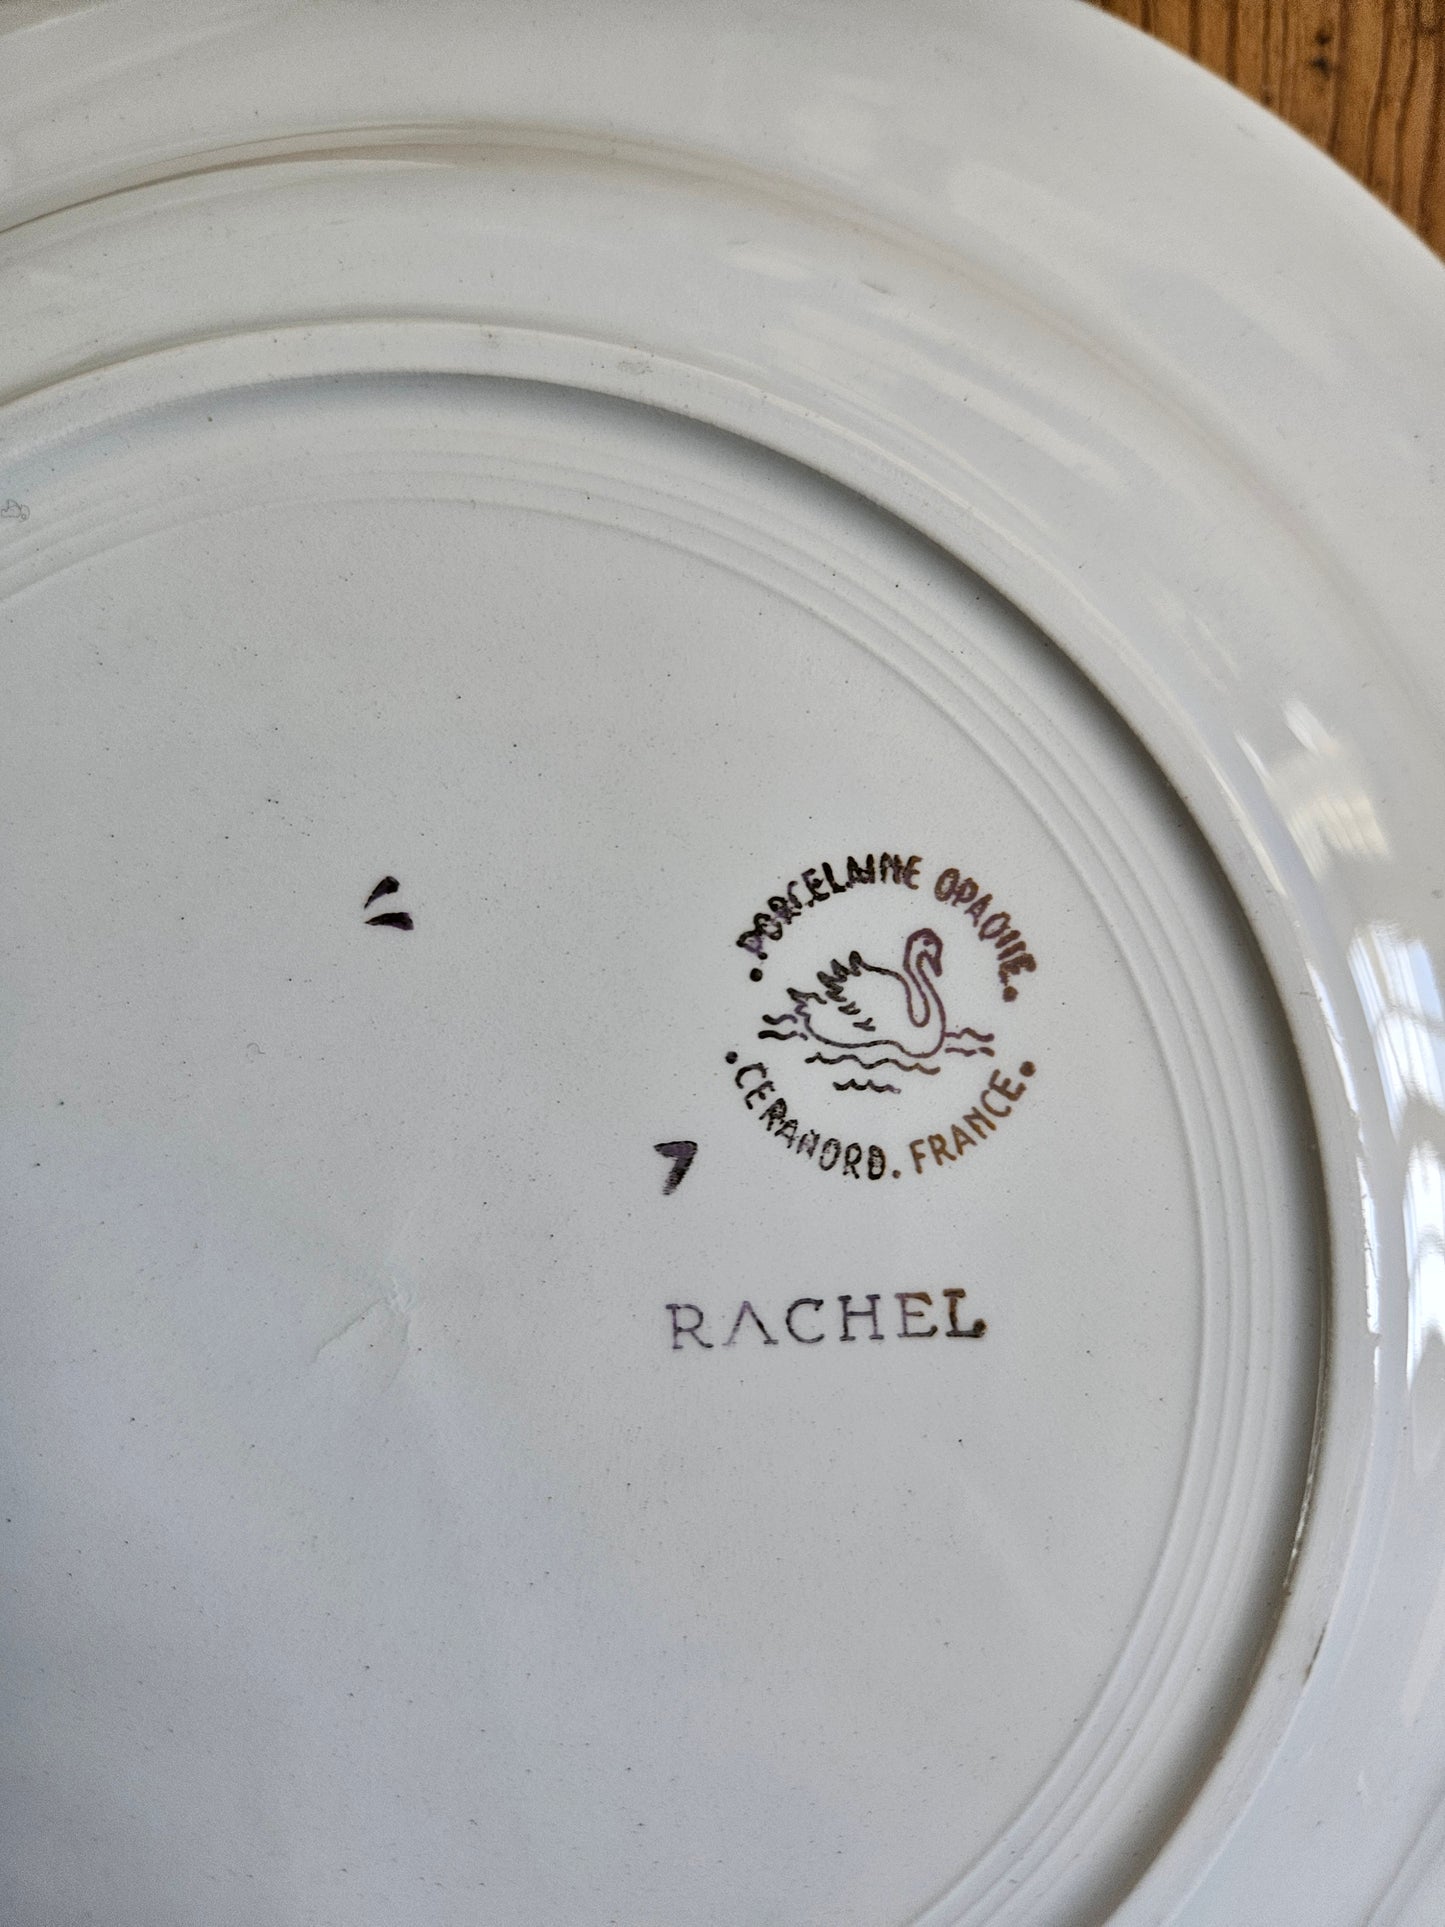 • PORCELAINE OPAQUE •
• CERANORD. FRANCE •
RACHEL